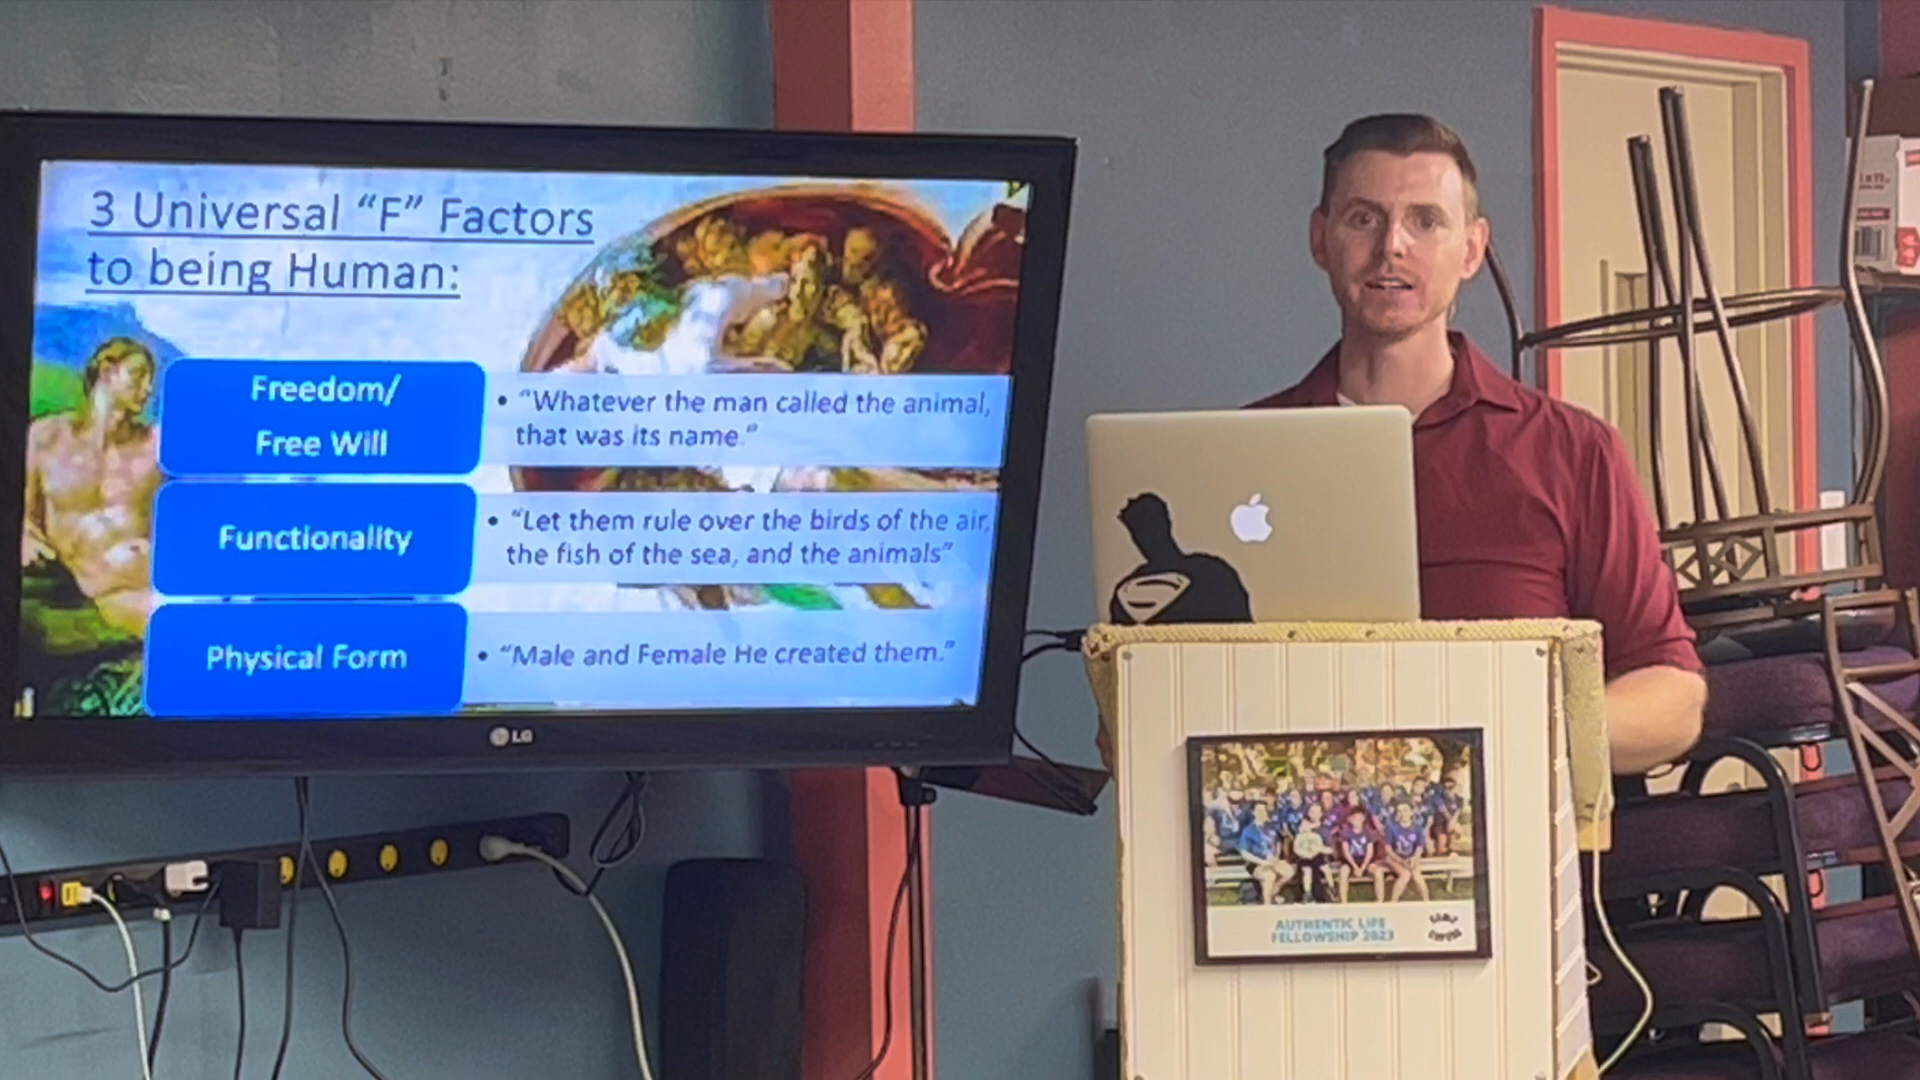 3 Universal “F” Factors
to being Human:
Freedom/
Free Will
• “Whatever the man called the animal,
that was its name.”
Functionality
• “Let them rule over the birds of the air,
the fish of the sea, and the animals”
Physical Form
• “Male and Female He created them.”
LG
AUTHENTIC LIFE
FELLOWSHIP 2023